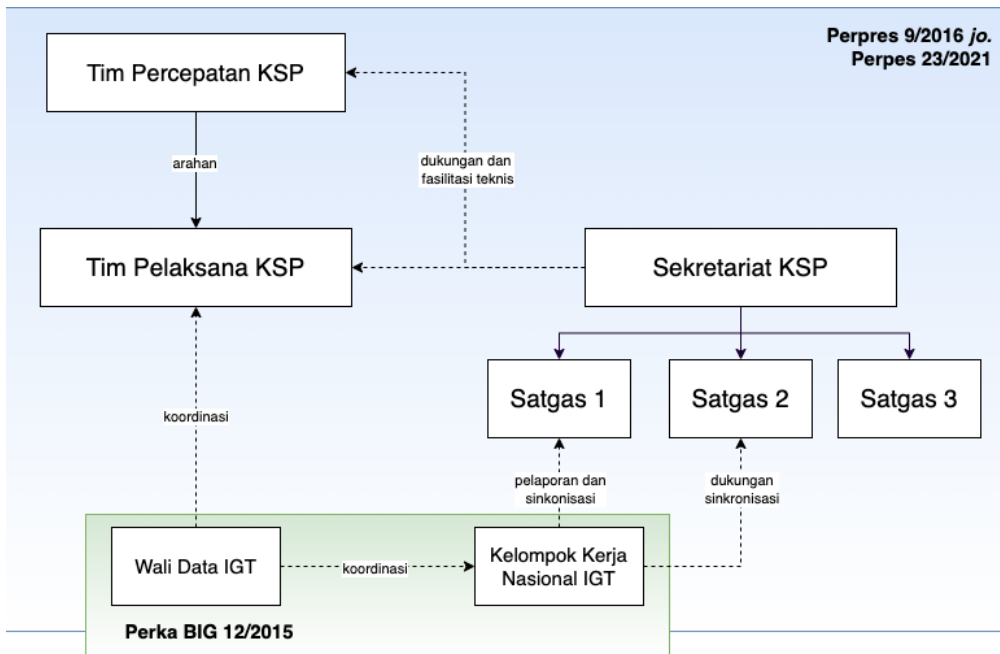 Perpres 9/2016 jo.
Perpes 23/2021
Tim Percepatan KSP
arahan
dukungan dan
fasilitasi teknis
Tim Pelaksana KSP
Sekretariat KSP
Satgas 1
Satgas 2
Satgas 3
koordinasi
pelaporan dan
sinkonisasi
dukungan
sinkronisasi
Wali Data IGT
koordinasi
Kelompok Kerja
Nasional IGT
Perka BIG 12/2015